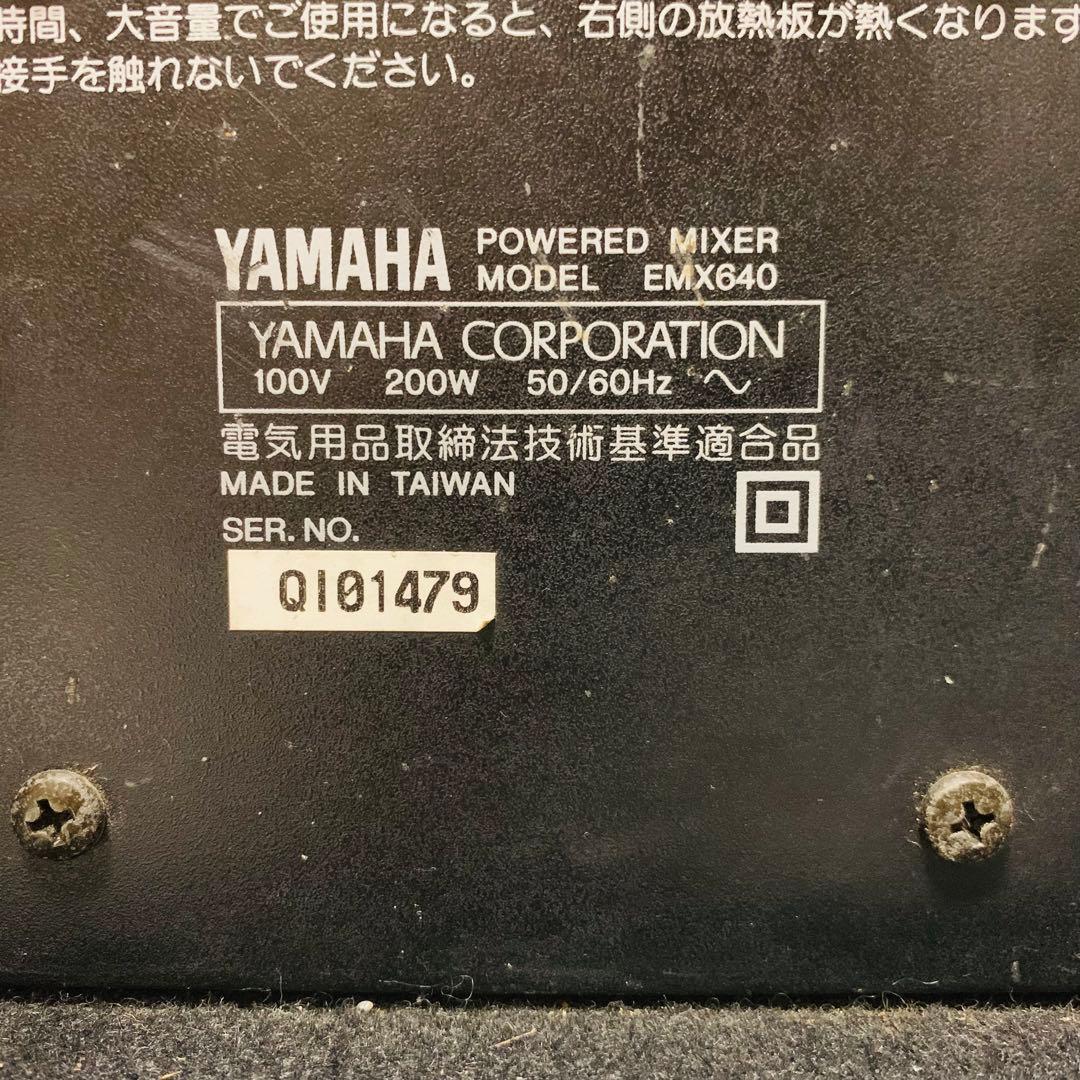 時間、大音量でご使用になると、右側の放熱板が熱くなります
接手を触れないでください。
YAMAHA POWERED MIXER
MODEL EMX640
YAMAHA CORPORATION
100V 200W 50/60Hz ～
電気用品取締法技術基準適合品
MADE IN TAIWAN
SER. NO.
QI01479